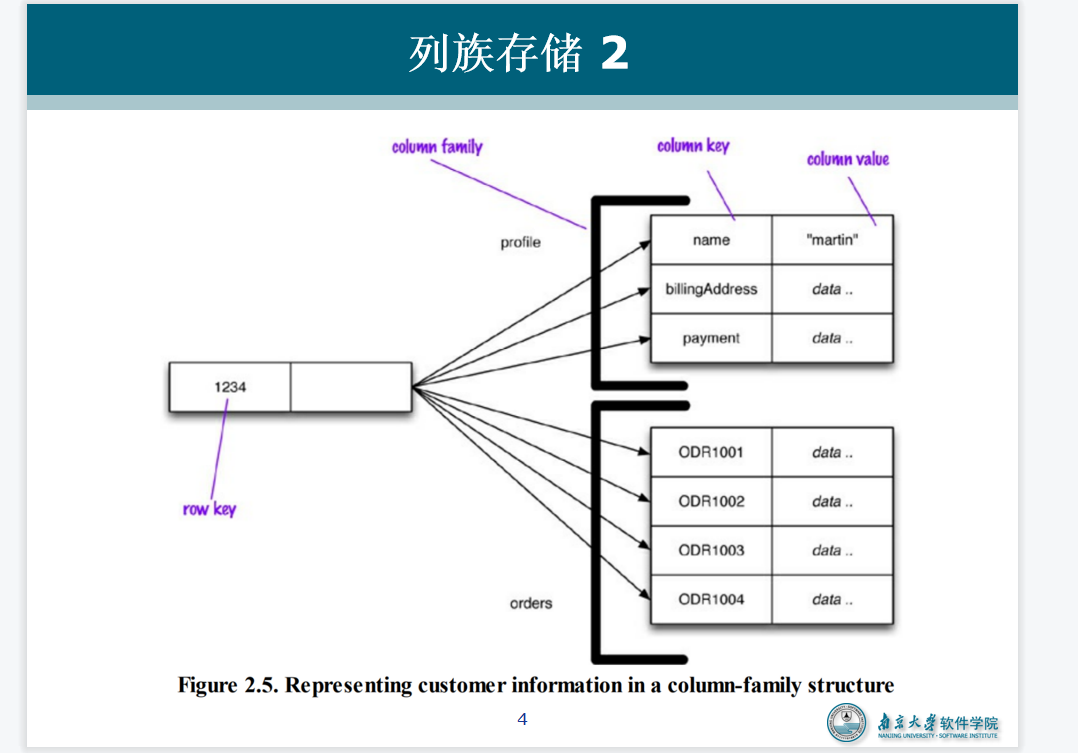 列族存储 2
column family
column key
column value
profile
name
"martin"
billingAddress
data ..
payment
data ..
1234
row key
ODR1001
data ..
ODR1002
data ..
ODR1003
data ..
ODR1004
data ..
orders
Figure 2.5. Representing customer information in a column-family structure
4
南京大学 软件学院
NANJING UNIVERSITY · SOFTWARE INSTITUTE